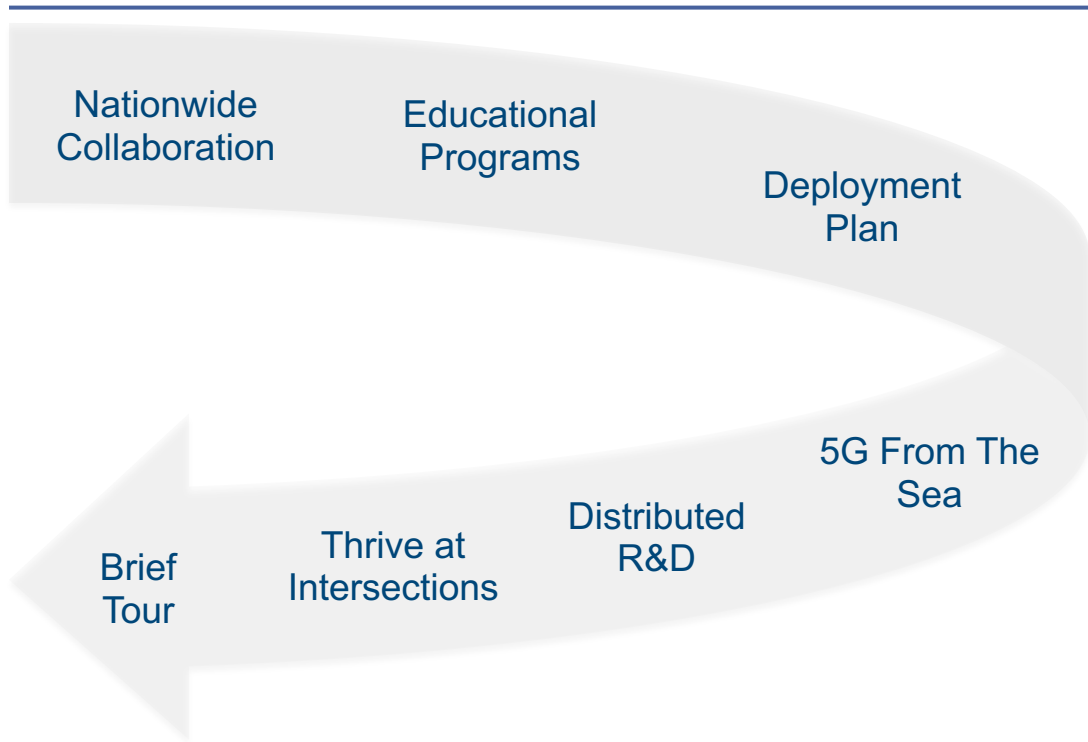 Nationwide
Collaboration
Educational
Programs
Deployment
Plan
5G From The
Sea
Distributed
R&D
Thrive at
Intersections
Brief
Tour